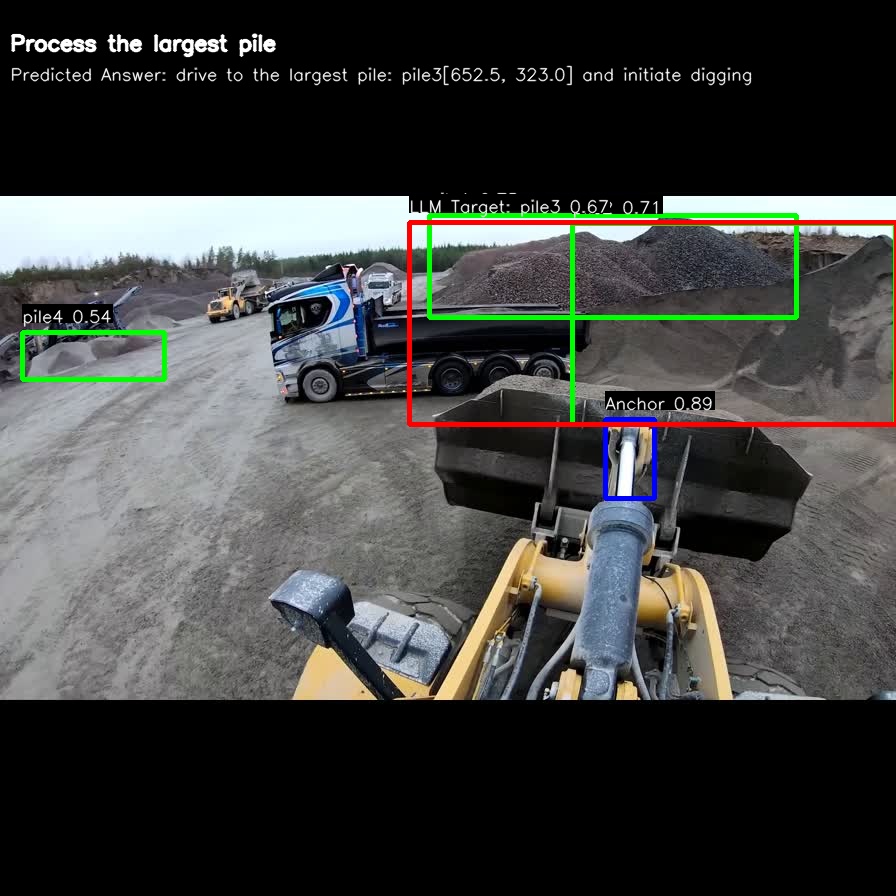 Process the largest pile
Predicted Answer: drive to the largest pile: pile3[652.5, 323.0] and initiate digging
LLM Target: pile3 0.67 0.71
pile4 0.54
Anchor 0.89